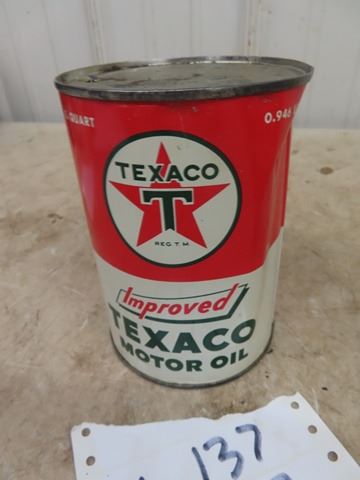 QUART
0.946
TEXACO
T
REG. T. M.
Improved
TEXACO
MOTOR OIL
137